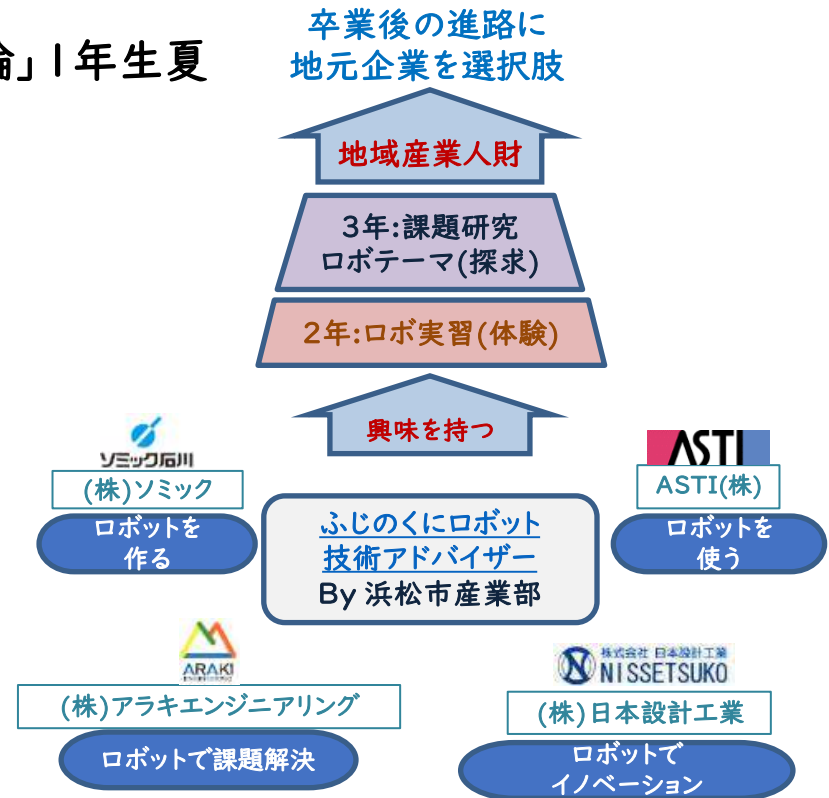 論」1年生夏
卒業後の進路に
地元企業を選択肢
地域産業人財
3年:課題研究
ロボテーマ(探求)
2年:ロボ実習(体験)
興味を持つ
ソミック石川
(株)ソミック
ロボットを
作る
ASTI
ASTI(株)
ロボットを
使う
ふじのくにロボット
技術アドバイザー
By 浜松市産業部
ARAKI
(株)アラキエンジニアリング
ロボットで課題解決
株式会社 日本設計工業
NISSETSUKO
(株)日本設計工業
ロボットで
イノベーション